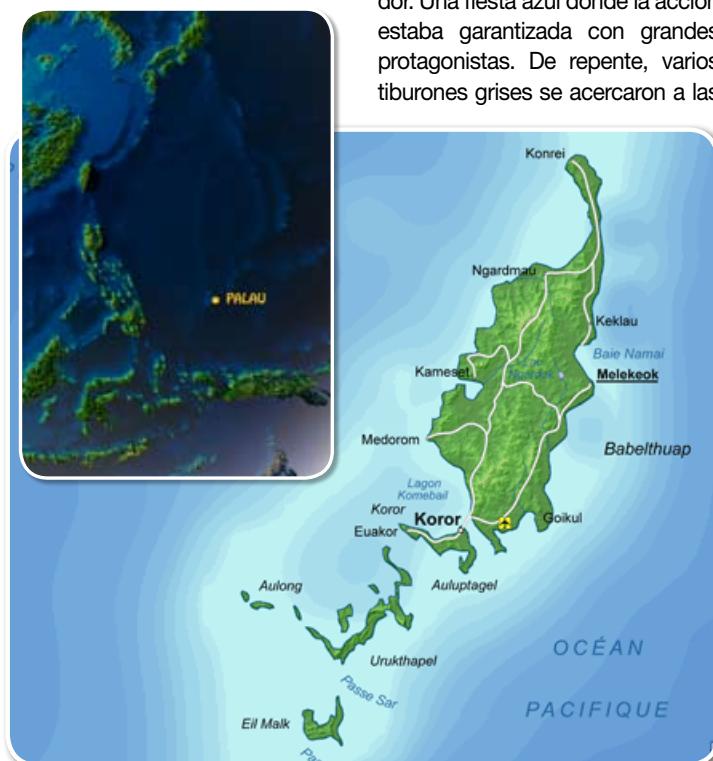 dor. Una fiesta azul donde la acción
estaba garantizada con grandes
protagonistas. De repente, varios
tiburones grises se acercaron a las
PALAU
Konrei
Ngardmau
Keklau
Baie Namai
Kameset
Melekeok
Medorom
Babelthuap
Lagon
Komebail
Koror
Koror
Goikul
Euakor
Aulong
Auluptagel
Urukthapel
OCÉAN
PACIFIQUE
Passe Sar
Eil Malk